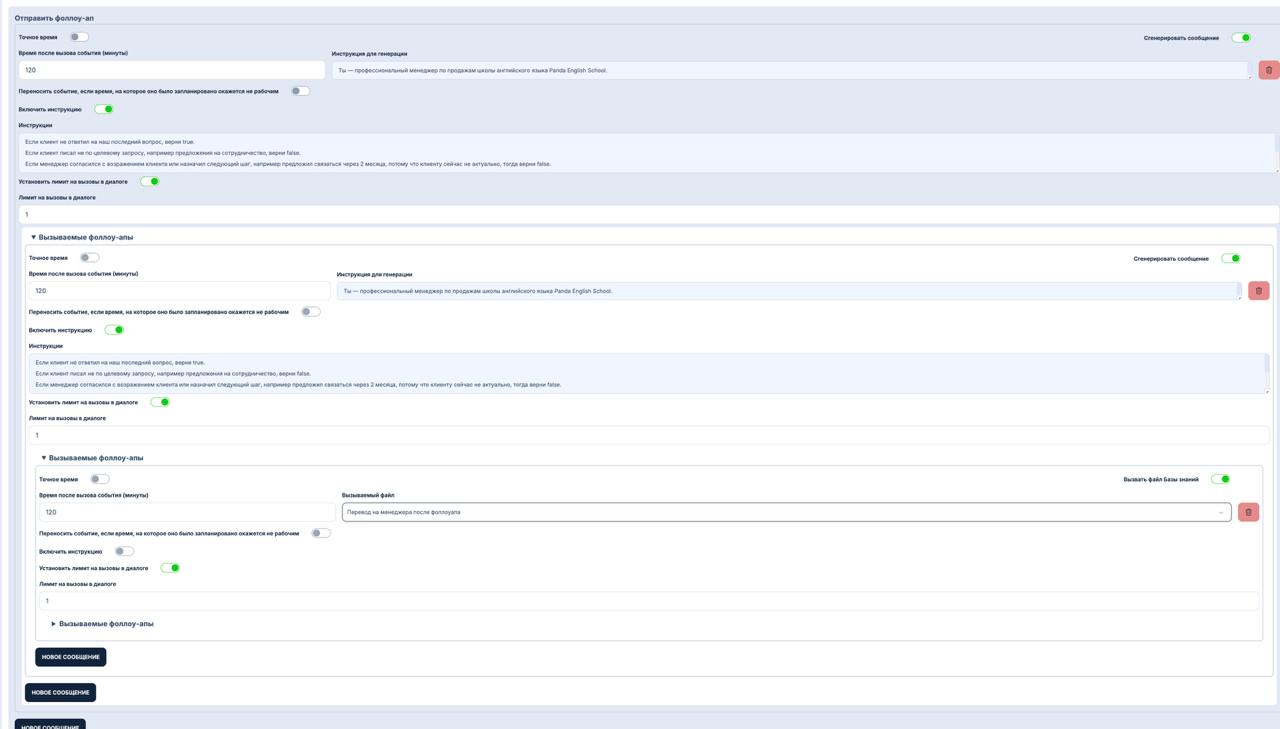 Отправить фоллоу-ап
Точное время
Сгенерировать сообщение
Время после вызова события (минуты)
Инструкция для генерации
120
Ты — профессиональный менеджер по продажам школы английского языка Panda English School.
Переносить событие, если время, на которое оно было запланировано окажется не рабочим
Включить инструкцию
Инструкции
Если клиент не ответил на наш последний вопрос, верни true.
Если клиент писал не по целевому запросу, например предложения на сотрудничество, верни false.
Если менеджер согласился с возражением клиента или назначил следующий шаг, например предложил связаться через 2 месяца, потому что клиенту сейчас не актуально, тогда верни false.
Установить лимит на вызовы в диалоге
Лимит на вызовы в диалоге
1
▼ Вызываемые фоллоу-апы
Точное время
Сгенерировать сообщение
Время после вызова события (минуты)
Инструкция для генерации
120
Ты — профессиональный менеджер по продажам школы английского языка Panda English School.
Переносить событие, если время, на которое оно было запланировано окажется не рабочим
Включить инструкцию
Инструкции
Если клиент не ответил на наш последний вопрос, верни true.
Если клиент писал не по целевому запросу, например предложения на сотрудничество, верни false.
Если менеджер согласился с возражением клиента или назначил следующий шаг, например предложил связаться через 2 месяца, потому что клиенту сейчас не актуально, тогда верни false.
Установить лимит на вызовы в диалоге
Лимит на вызовы в диалоге
1
▼ Вызываемые фоллоу-апы
Точное время
Вызвать файл Базы знаний
Время после вызова события (минуты)
Вызываемый файл
120
Перевод на менеджера после фоллоуапа
Переносить событие, если время, на которое оно было запланировано окажется не рабочим
Включить инструкцию
Установить лимит на вызовы в диалоге
Лимит на вызовы в диалоге
1
► Вызываемые фоллоу-апы
НОВОЕ СООБЩЕНИЕ
НОВОЕ СООБЩЕНИЕ
НОВОЕ СООБЩЕНИЕ